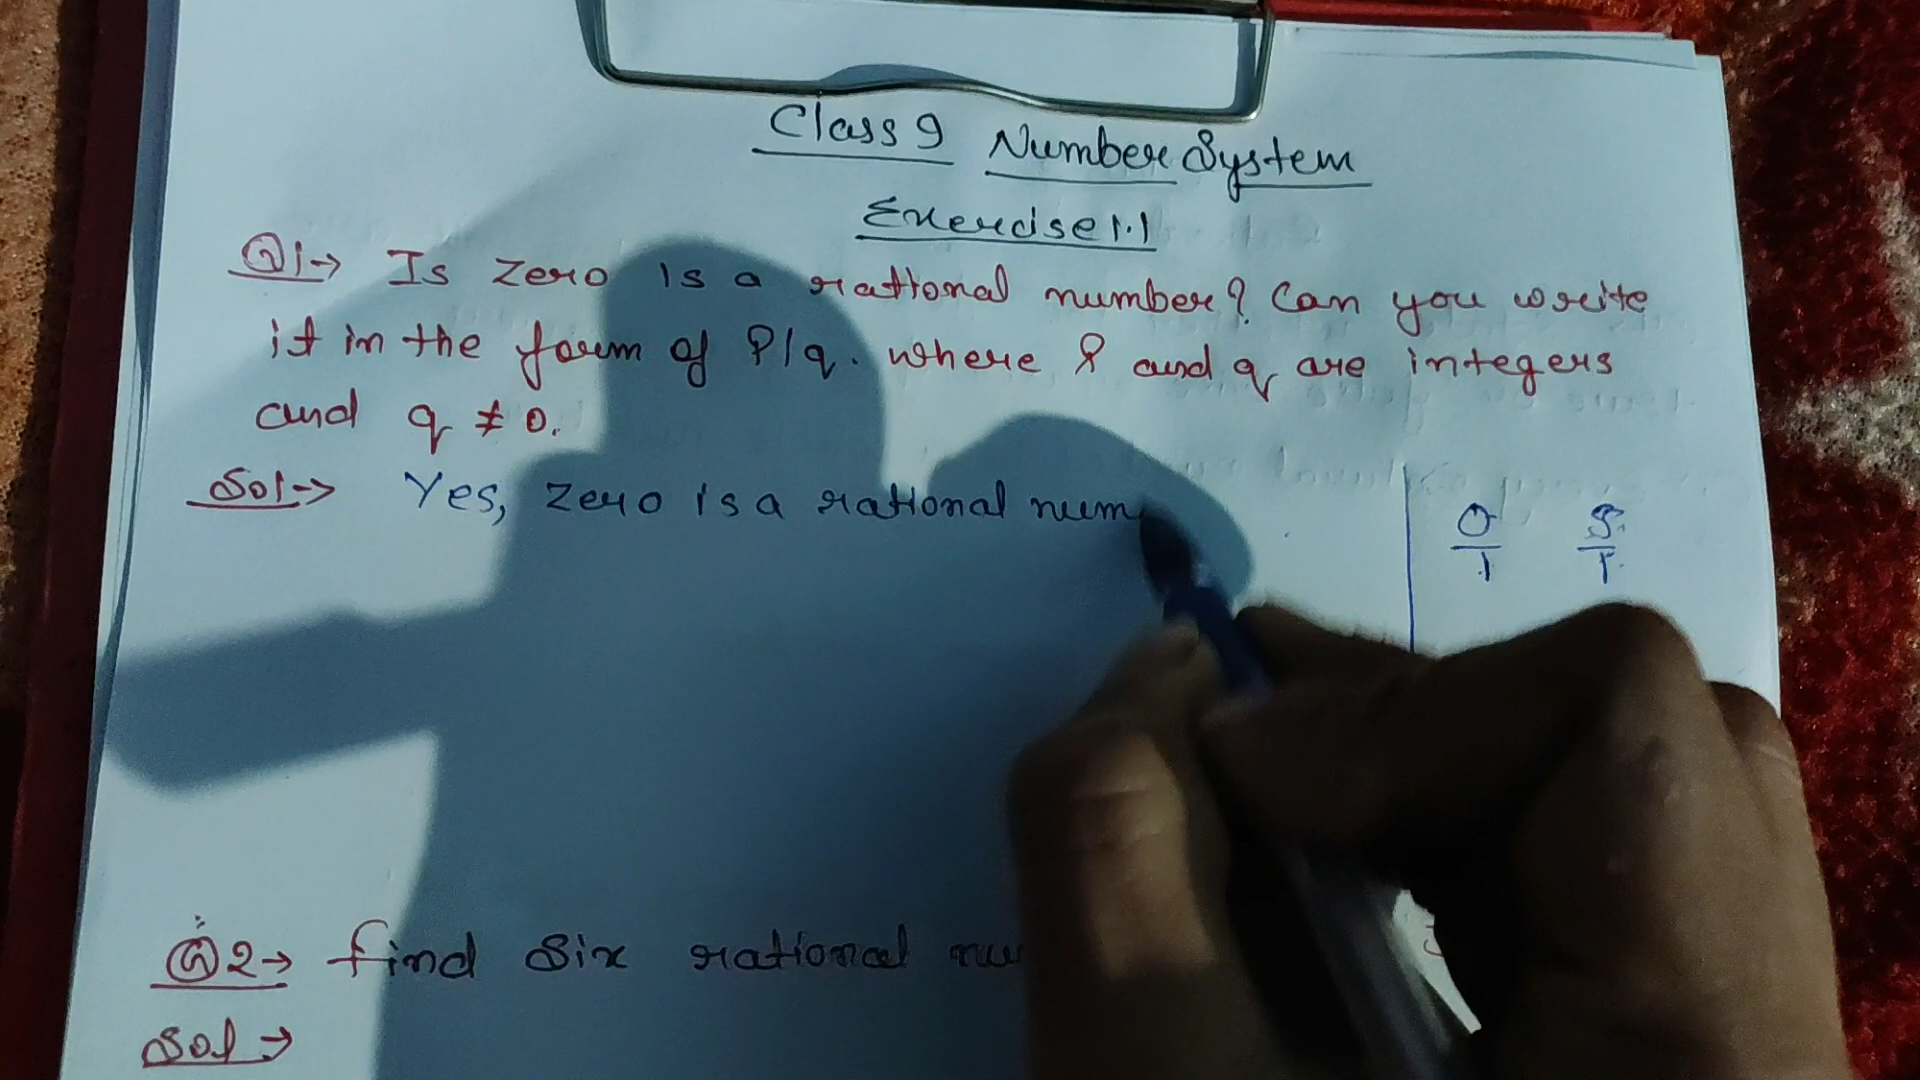 Class 9 Number System
Exercise 1.1
Q1→ Is zero is a rational number? Can you write
it in the form of P/q. where P and q are integers
and q ≠ 0.
Sol→ Yes, zero is a rational num
0/1 5/1
Q2→ find six rational nu
Sol→